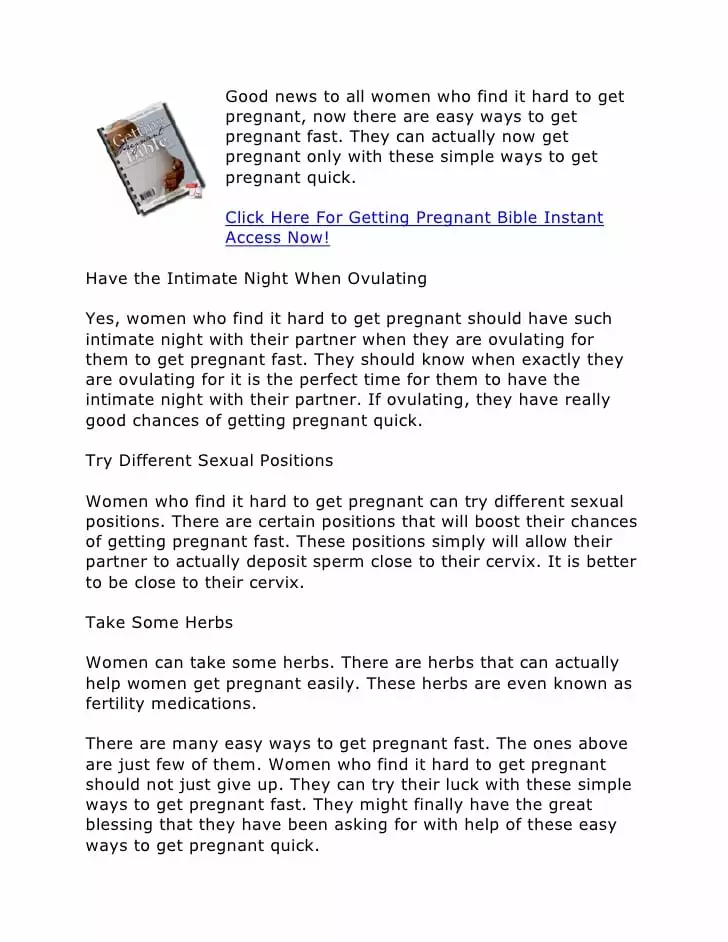 Getting
Pregnant
Bible
Good news to all women who find it hard to get
pregnant, now there are easy ways to get
pregnant fast. They can actually now get
pregnant only with these simple ways to get
pregnant quick.
Click Here For Getting Pregnant Bible Instant
Access Now!
Have the Intimate Night When Ovulating
Yes, women who find it hard to get pregnant should have such
intimate night with their partner when they are ovulating for
them to get pregnant fast. They should know when exactly they
are ovulating for it is the perfect time for them to have the
intimate night with their partner. If ovulating, they have really
good chances of getting pregnant quick.
Try Different Sexual Positions
Women who find it hard to get pregnant can try different sexual
positions. There are certain positions that will boost their chances
of getting pregnant fast. These positions simply will allow their
partner to actually deposit sperm close to their cervix. It is better
to be close to their cervix.
Take Some Herbs
Women can take some herbs. There are herbs that can actually
help women get pregnant easily. These herbs are even known as
fertility medications.
There are many easy ways to get pregnant fast. The ones above
are just few of them. Women who find it hard to get pregnant
should not just give up. They can try their luck with these simple
ways to get pregnant fast. They might finally have the great
blessing that they have been asking for with help of these easy
ways to get pregnant quick.